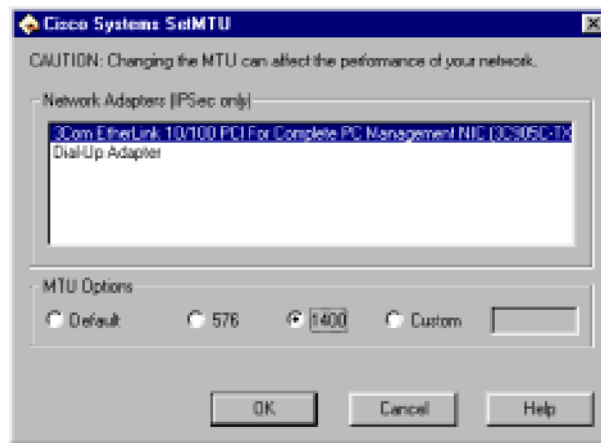 Cisco Systems SetMTU
CAUTION: Changing the MTU can affect the performance of your network.
Network Adapters (IPSec only)
3Com EtherLink 10/100 PCI For Complete PC Management NIC (3C905C-TX
Dial-Up Adapter
MTU Options
Default
576
1400
Custom
OK
Cancel
Help